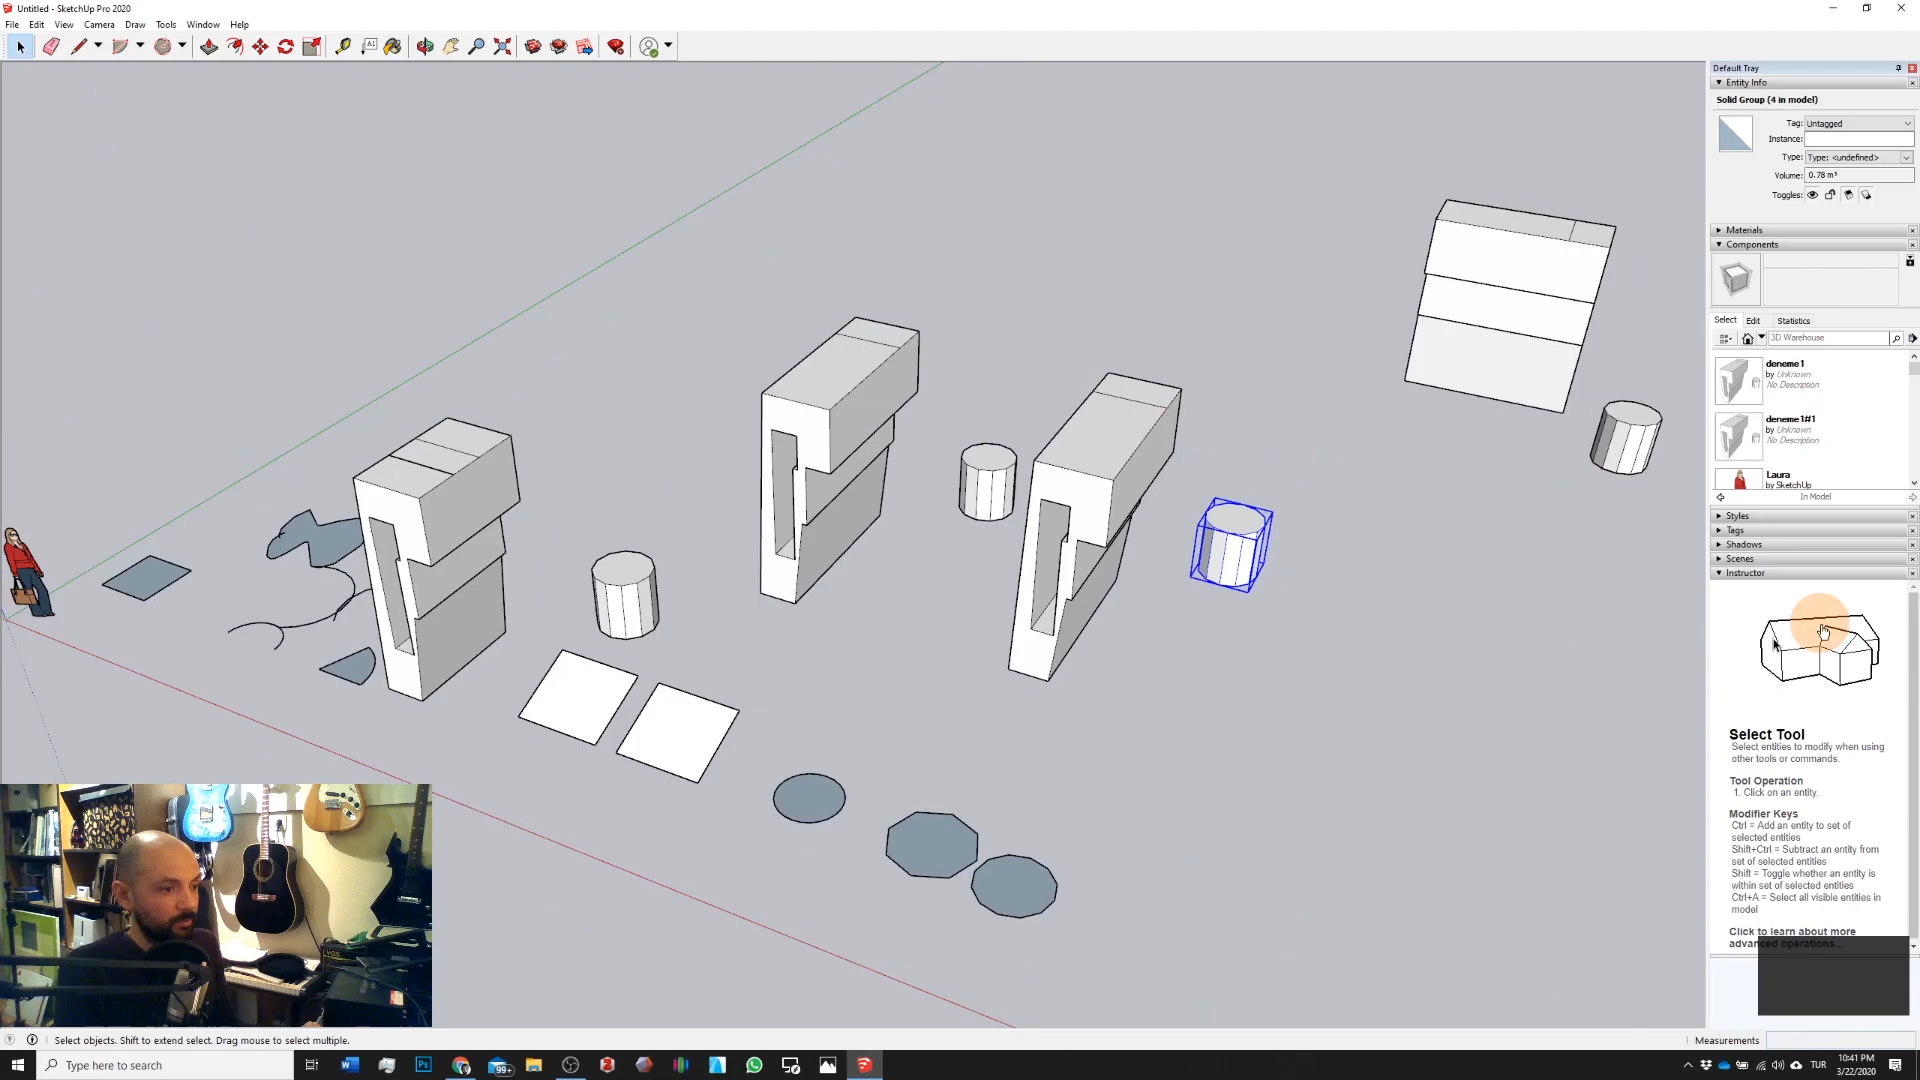 Untitled - SketchUp Pro 2020
File Edit View Camera Draw Tools Window Help
Default Tray
Entity Info
Solid Group (4 in model)
Tag: Untagged
Instance:
Type: Type: <undefined>
Volume: 0.78 m³
Toggles:
Materials
Components
Select Edit Statistics
3D Warehouse
deneme1
by Unknown
No Description
deneme1#1
by Unknown
No Description
Laura
by SketchUp
In Model
Styles
Tags
Shadows
Scenes
Instructor
Select Tool
Select entities to modify when using
other tools or commands.
Tool Operation
1. Click on an entity.
Modifier Keys
Ctrl = Add an entity to set of
selected entities
Shift+Ctrl = Subtract an entity from
set of selected entities
Shift = Toggle whether an entity is
within set of selected entities
Ctrl+A = Select all visible entities in
model
Click to learn about more
advanced operations...
Select objects. Shift to extend select. Drag mouse to select multiple.
Measurements
Type here to search
99+
TUR
10:41 PM
3/22/2020